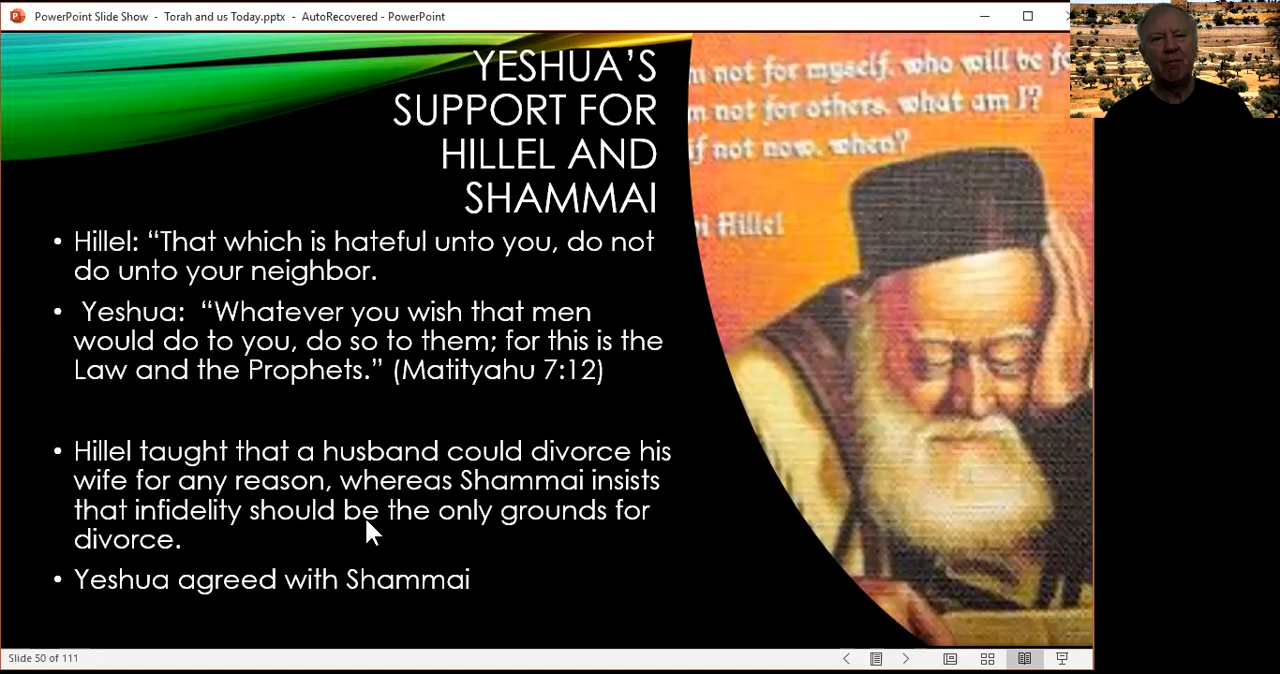 PowerPoint Slide Show - Torah and us Today.pptx - AutoRecovered - PowerPoint
YESHUA’S
SUPPORT FOR
HILLEL AND
SHAMMAI
• Hillel: “That which is hateful unto you, do not
do unto your neighbor.
• Yeshua: “Whatever you wish that men
would do to you, do so to them; for this is the
Law and the Prophets.” (Matityahu 7:12)
• Hillel taught that a husband could divorce his
wife for any reason, whereas Shammai insists
that infidelity should be the only grounds for
divorce.
• Yeshua agreed with Shammai
not for myself, who will be
not for others, what am I?
if not now, when?
Hillel
Slide 50 of 111